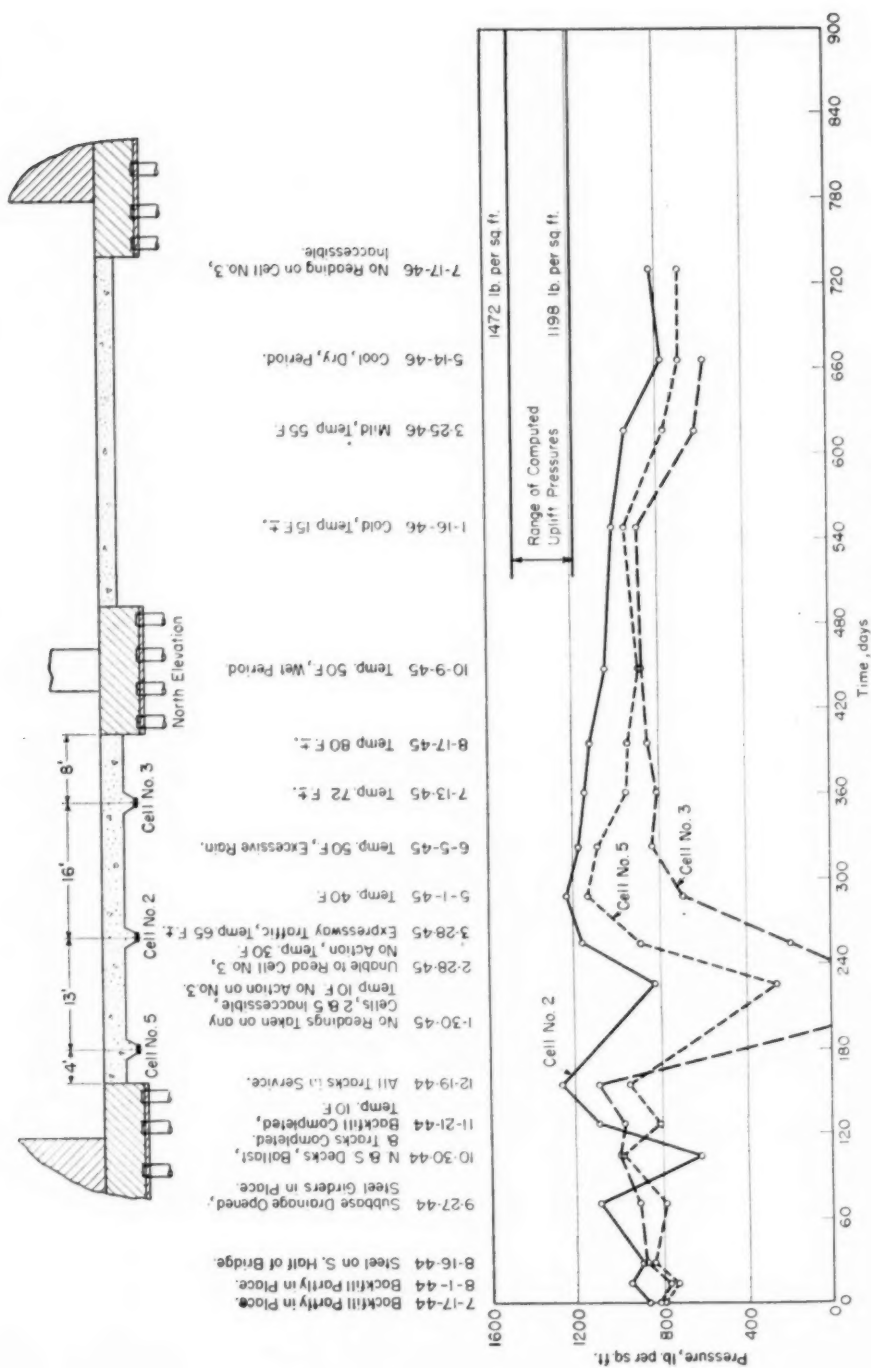 4'
13'
16'
8'
Cell No. 5
Cell No. 2
Cell No. 3
North Elevation
7-17-44 Backfill Partly in Place.
8-1-44 Backfill Partly in Place.
8-16-44 Steel on S. Half of Bridge.
9-27-44 Subbase Drainage Opened,
Steel Girders in Place.
10-30-44 N & S. Decks, Ballast,
& Tracks Completed.
11-21-44 Backfill Completed,
Temp. 10 F.
12-19-44 All Tracks in Service.
1-30-45 No Readings Taken on any
Cells, 2 & 5 Inaccessible,
Temp 10 F. No Action on No.3.
2-28-45 Unable to Read Cell No 3,
No Action, Temp. 30 F.
3-28-45 Expressway Traffic, Temp 65 F.±
5-1-45 Temp. 40 F.
6-5-45 Temp. 50 F, Excessive Rain.
7-13-45 Temp. 72 F.±,
8-17-45 Temp 80 F.±,
10-9-45 Temp. 50 F., Wet Period.
1-16-46 Cold, Temp 15 F.±,
3-25-46 Mild, Temp 55 F.
5-14-46 Cool, Dry, Period.
7-17-46 No Reading on Cell No.3,
Inaccessible.
1600
1200
800
400
0
Pressure, lb. per sq. ft.
1472 lb. per sq. ft.
Range of Computed
Uplift Pressures
1198 lb. per sq. ft.
Cell No. 2
Cell No. 5
Cell No. 3
0 60 120 180 240 300 360 420 480 540 600 660 720 780 840 900
Time, days